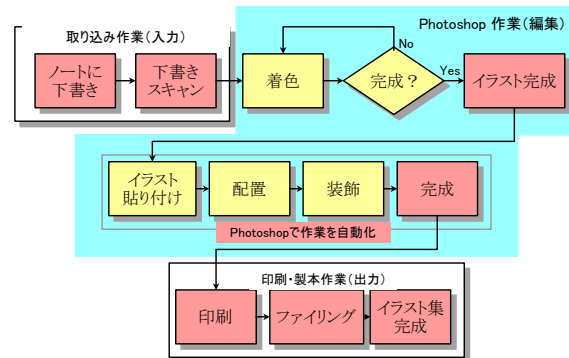 Photoshop 作業(編集)
取り込み作業(入力)
ノートに
下書き
下書き
スキャン
着色
No
完成?
Yes
イラスト完成
イラスト
貼り付け
配置
装飾
完成
Photoshopで作業を自動化
印刷・製本作業(出力)
印刷
ファイリング
イラスト集
完成